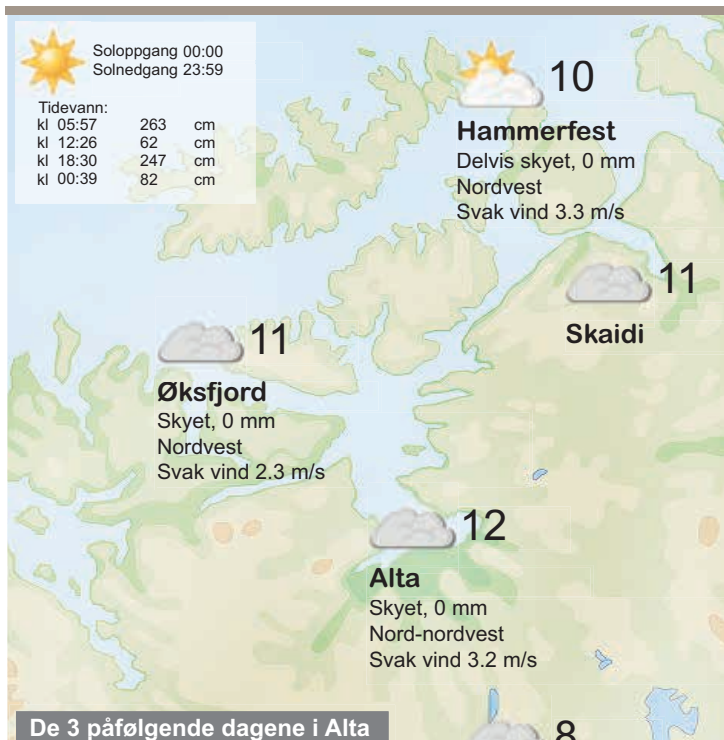 Soloppgang 00:00
Solnedgang 23:59
Tidevann:
kl 05:57 263 cm
kl 12:26 62 cm
kl 18:30 247 cm
kl 00:39 82 cm
10
Hammerfest
Delvis skyet, 0 mm
Nordvest
Svak vind 3.3 m/s
11
Skaidi
11
Øksfjord
Skyet, 0 mm
Nordvest
Svak vind 2.3 m/s
12
Alta
Skyet, 0 mm
Nord-nordvest
Svak vind 3.2 m/s
8
De 3 påfølgende dagene i Alta